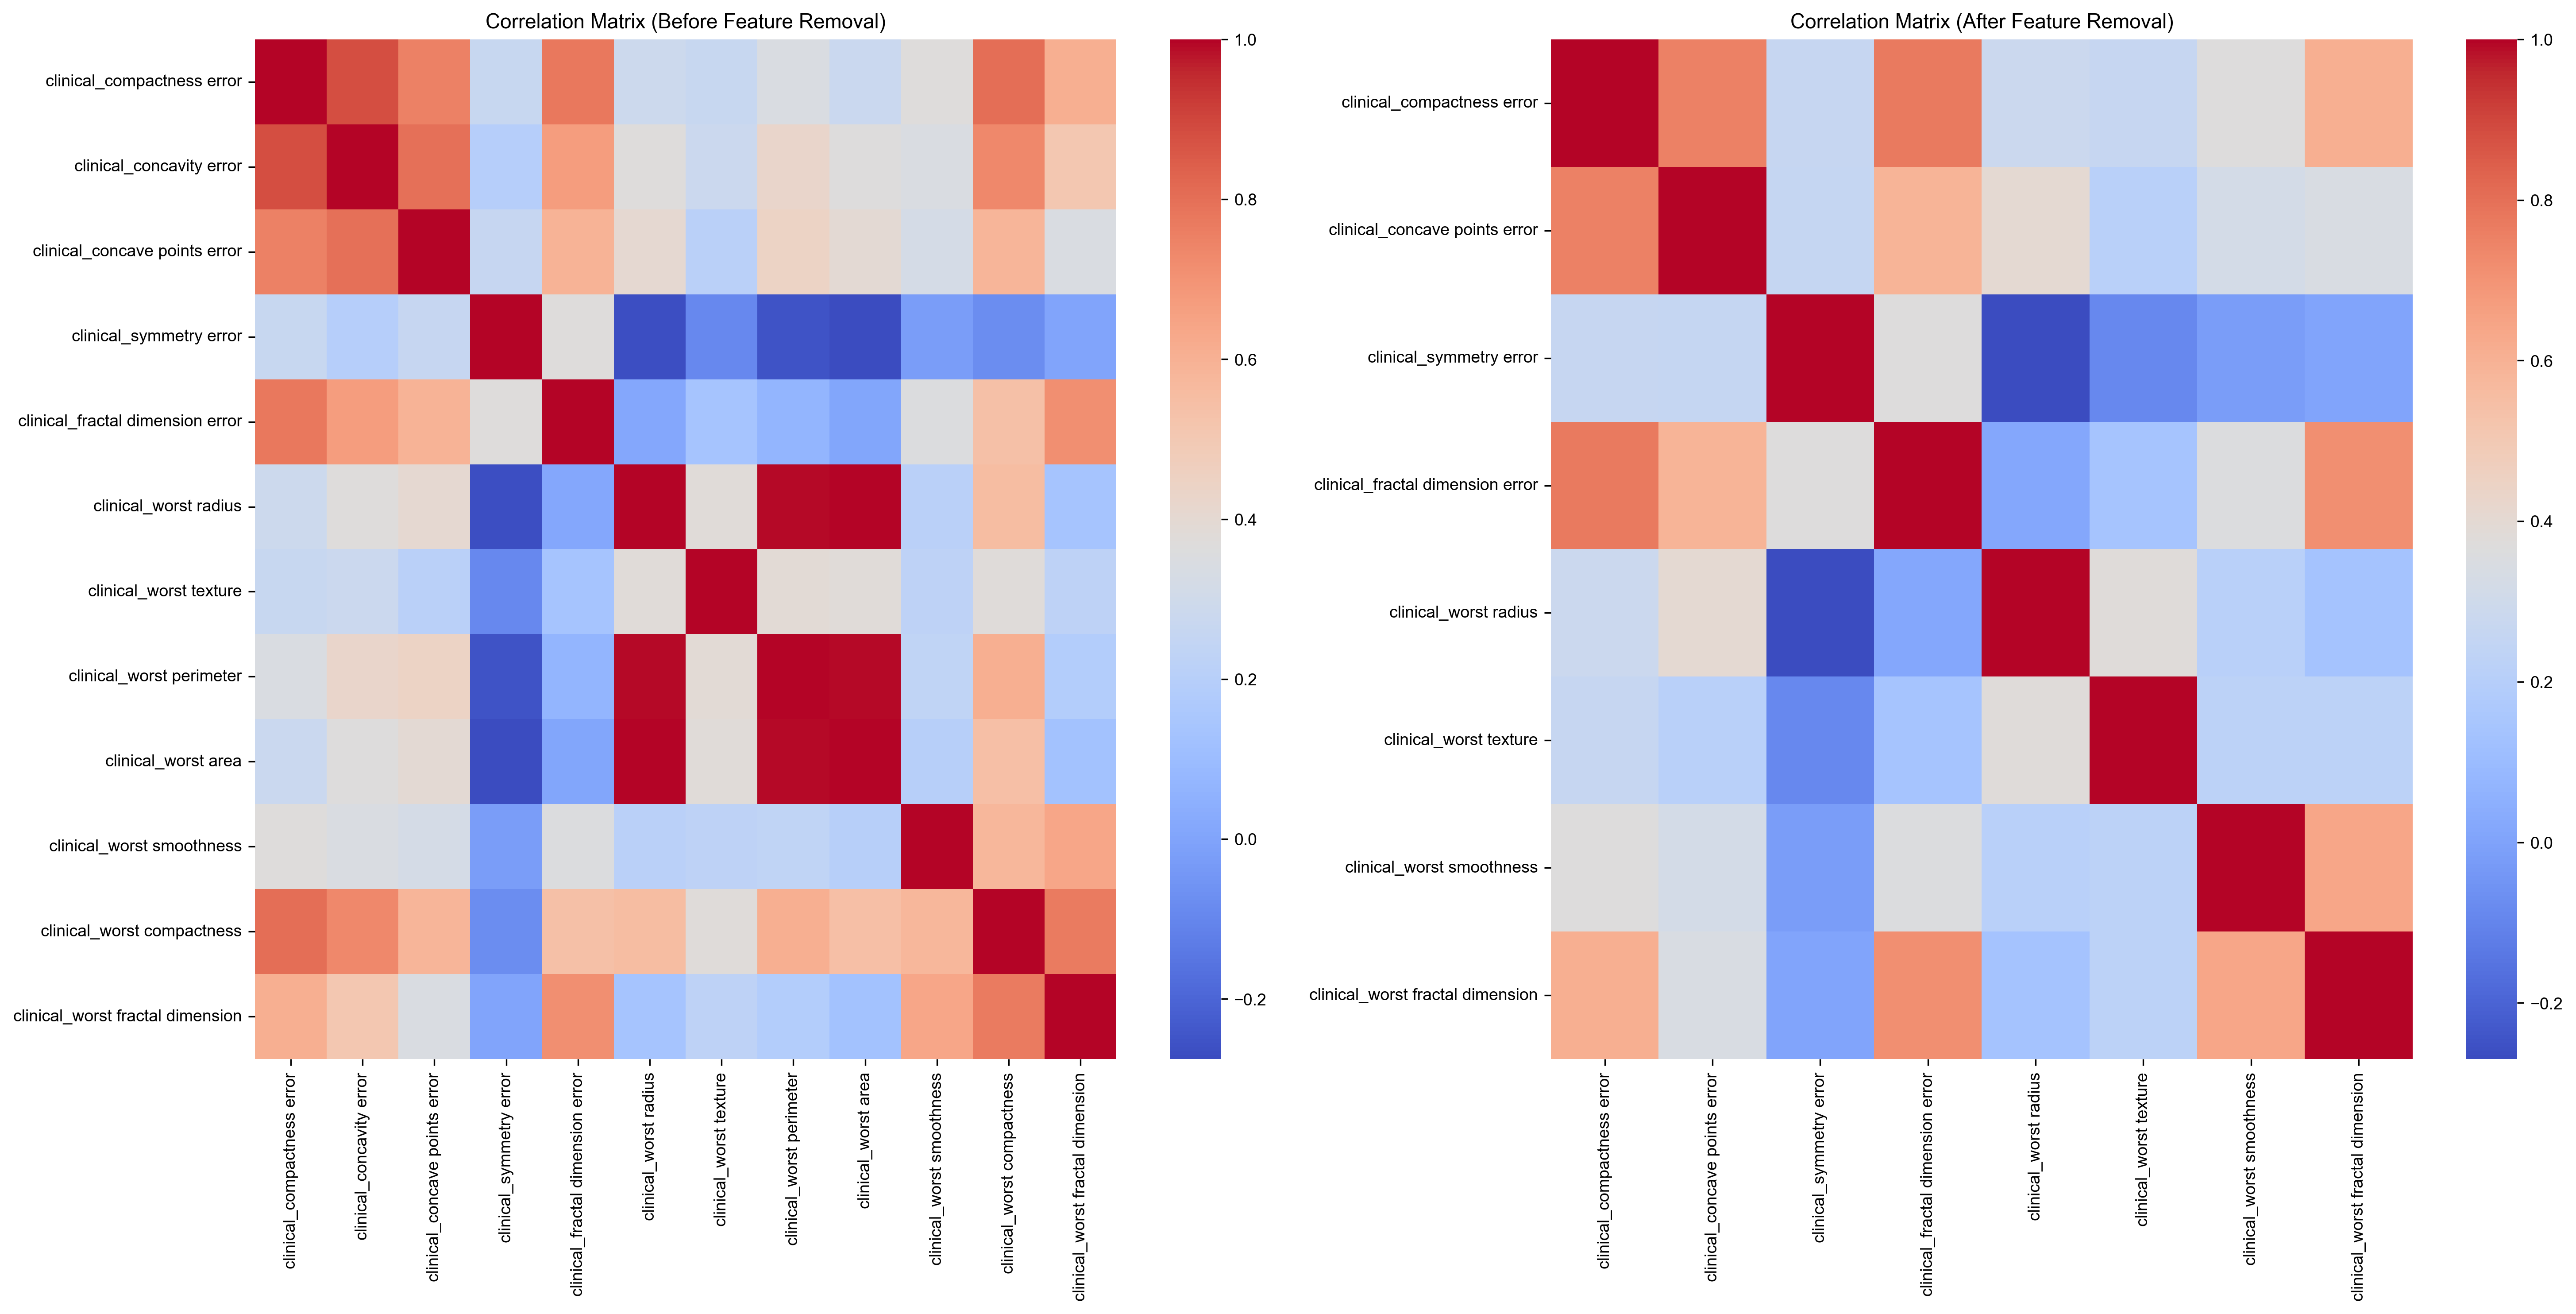 Correlation Matrix (Before Feature Removal)
clinical_compactness error
clinical_concavity error
clinical_concave points error
clinical_symmetry error
clinical_fractal dimension error
clinical_worst radius
clinical_worst texture
clinical_worst perimeter
clinical_worst area
clinical_worst smoothness
clinical_worst compactness
clinical_worst fractal dimension
clinical_compactness error
clinical_concavity error
clinical_concave points error
clinical_symmetry error
clinical_fractal dimension error
clinical_worst radius
clinical_worst texture
clinical_worst perimeter
clinical_worst area
clinical_worst smoothness
clinical_worst compactness
clinical_worst fractal dimension
1.0
0.8
0.6
0.4
0.2
0.0
−0.2
Correlation Matrix (After Feature Removal)
clinical_compactness error
clinical_concave points error
clinical_symmetry error
clinical_fractal dimension error
clinical_worst radius
clinical_worst texture
clinical_worst smoothness
clinical_worst fractal dimension
clinical_compactness error
clinical_concave points error
clinical_symmetry error
clinical_fractal dimension error
clinical_worst radius
clinical_worst texture
clinical_worst smoothness
clinical_worst fractal dimension
1.0
0.8
0.6
0.4
0.2
0.0
−0.2